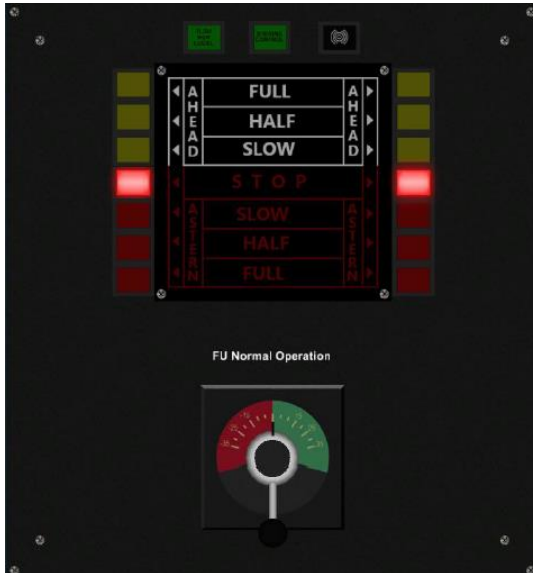 FULL
HALF
SLOW
AHEAD
AHEAD
STOP
SLOW
HALF
FULL
ASTERN
ASTERN
FU Normal Operation